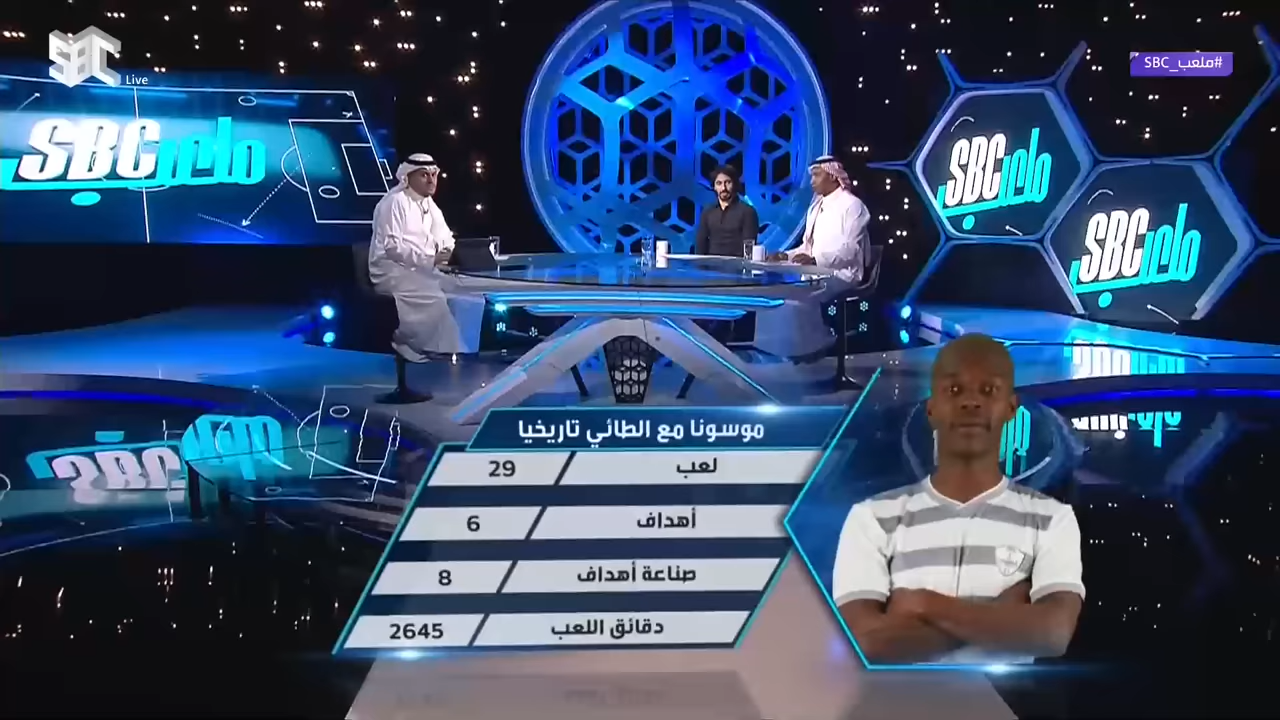 SBC
Live
#ملعب_SBC
ملعب SBC
ملعب SBC
ملعب SBC
موسونا مع الطائي تاريخيا
لعب 29
أهداف 6
صناعة أهداف 8
دقائق اللعب 2645